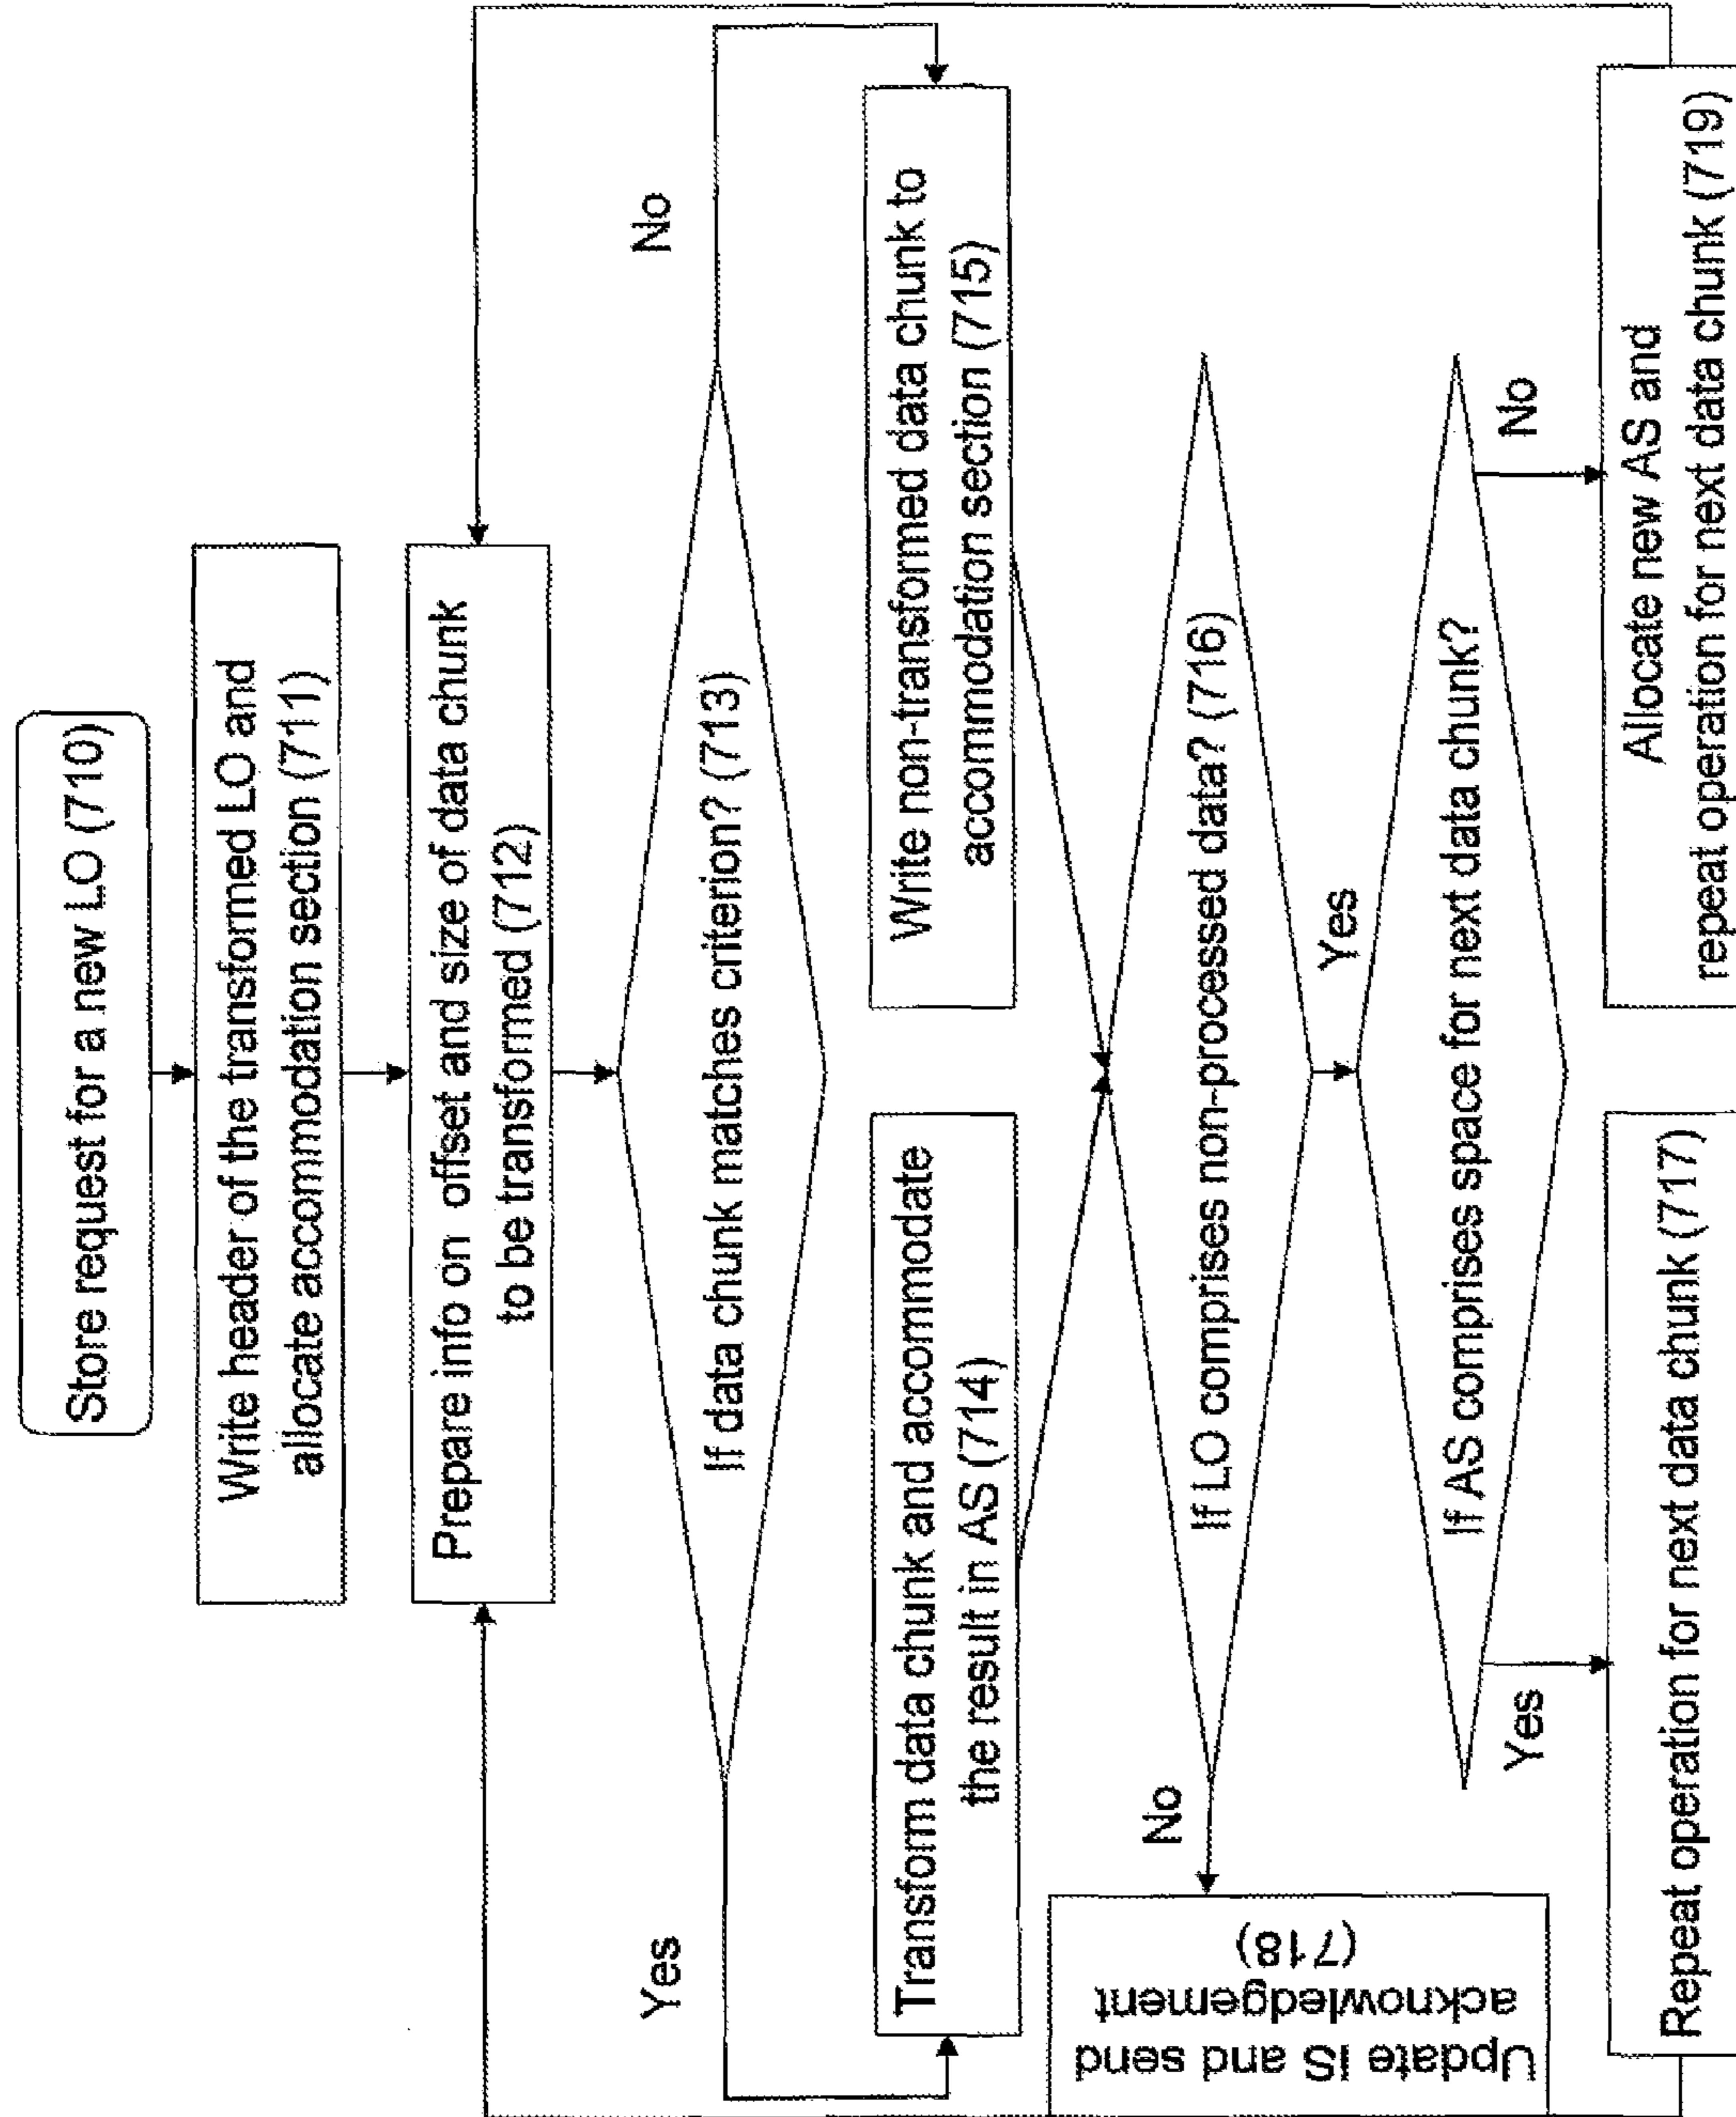 Store request for a new LO (710)
Write header of the transformed LO and
allocate accommodation section (711)
Prepare info on offset and size of data chunk
to be transformed (712)
If data chunk matches criterion? (713)
Yes
No
Transform data chunk and accommodate
the result in AS (714)
Write non-transformed data chunk to
accommodation section (715)
If LO comprises non-processed data? (716)
No
Yes
Update IS and send
acknowledgement
(718)
If AS comprises space for next data chunk?
Yes
No
Repeat operation for next data chunk (717)
Allocate new AS and
repeat operation for next data chunk (719)